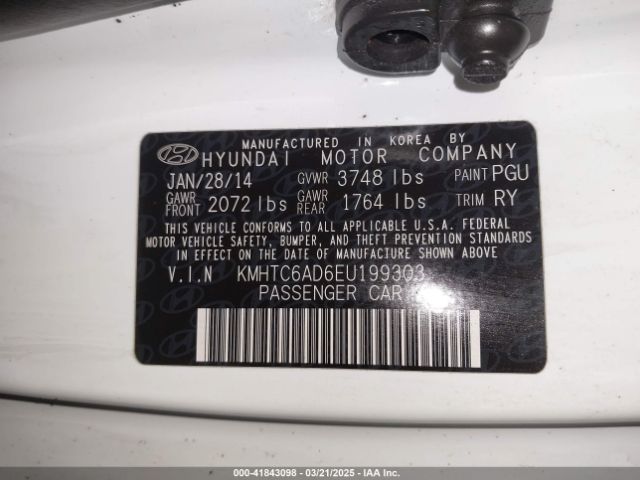 MANUFACTURED IN KOREA BY
HYUNDAI MOTOR COMPANY
JAN/28/14 GVWR 3748 lbs PAINT PGU
GAWR FRONT 2072 lbs GAWR REAR 1764 lbs TRIM RY
THIS VEHICLE CONFORMS TO ALL APPLICABLE U.S.A. FEDERAL
MOTOR VEHICLE SAFETY, BUMPER, AND THEFT PREVENTION
STANDARDS IN EFFECT ON THE DATE OF MANUFACTURE SHOWN ABOVE
V.I.N KMHTC6AD6EU199303
PASSENGER CAR
000-41843098 - 03/21/2025 - IAA Inc.